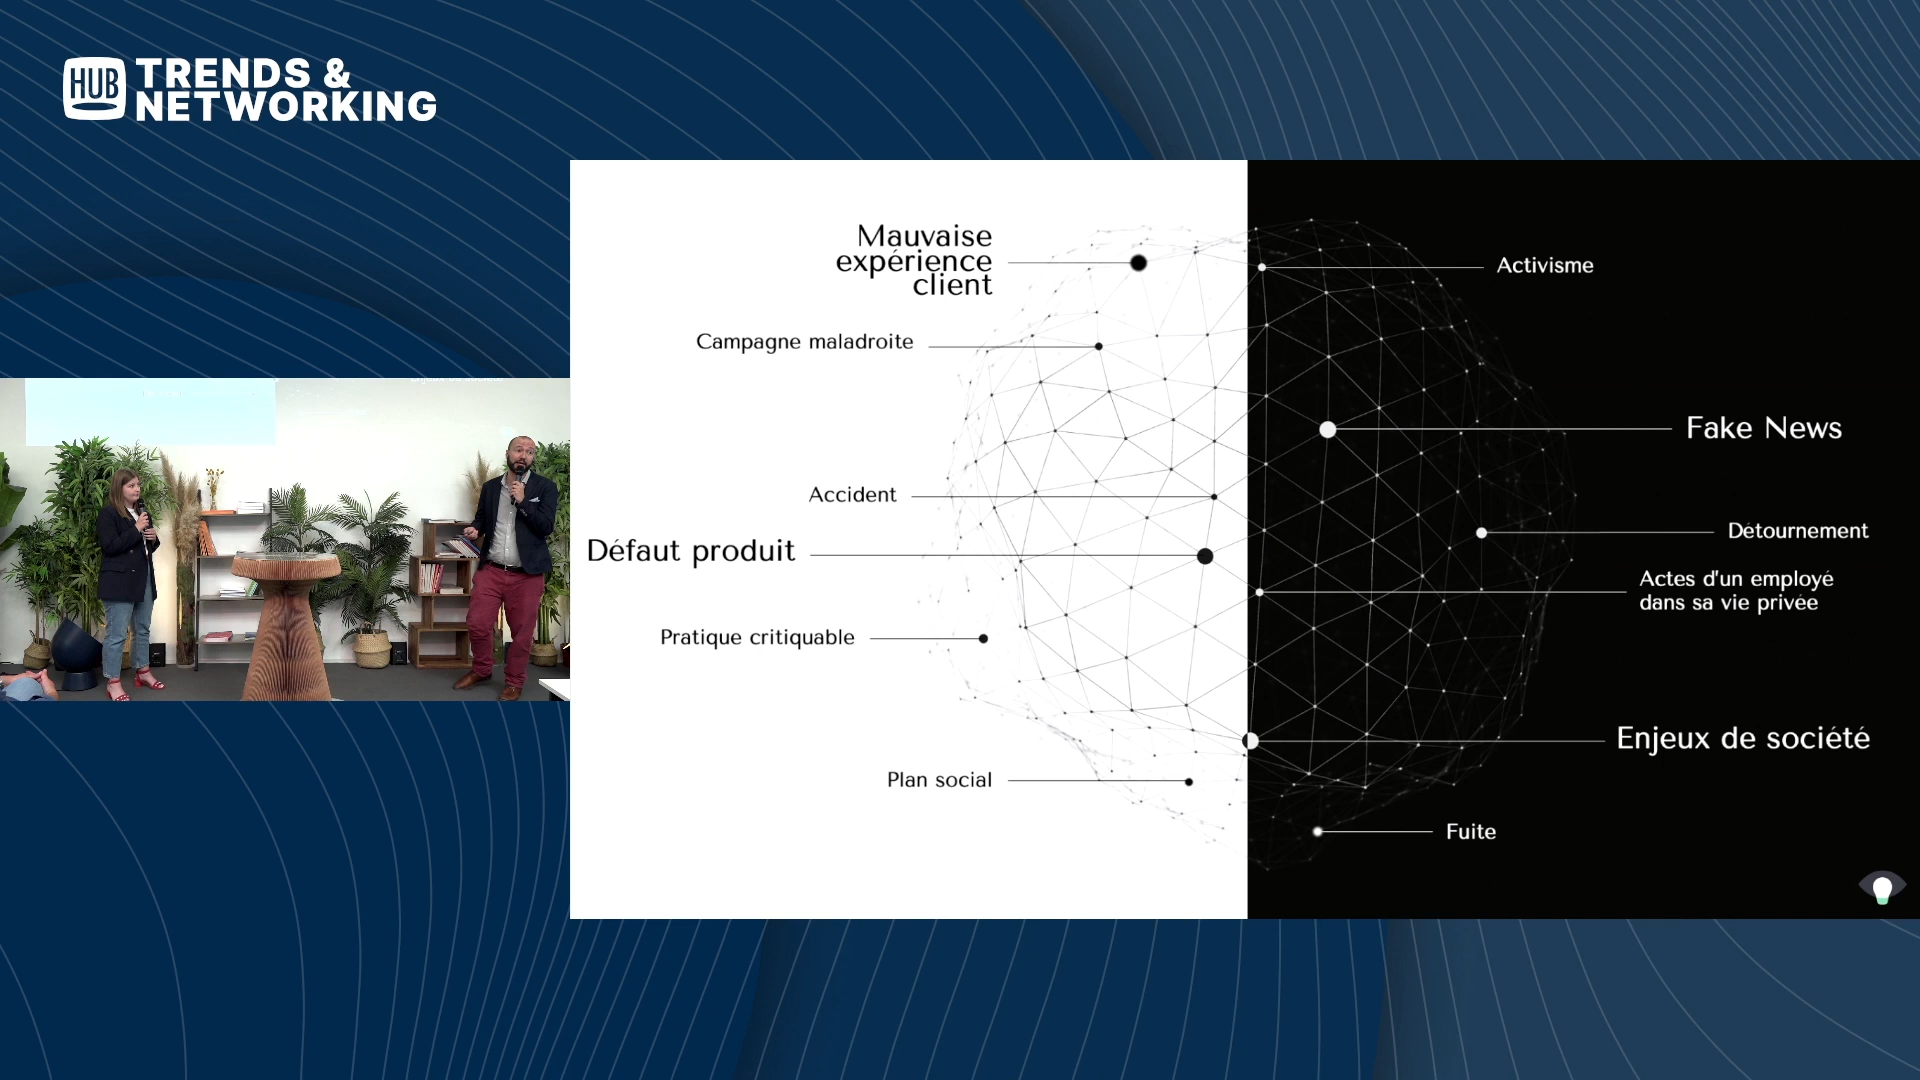 HUB
TRENDS &
NETWORKING
Mauvaise
expérience
client
Campagne maladroite
Accident
Défaut produit
Pratique critiquable
Plan social
Activisme
Fake News
Détournement
Actes d'un employé
dans sa vie privée
Enjeux de société
Fuite